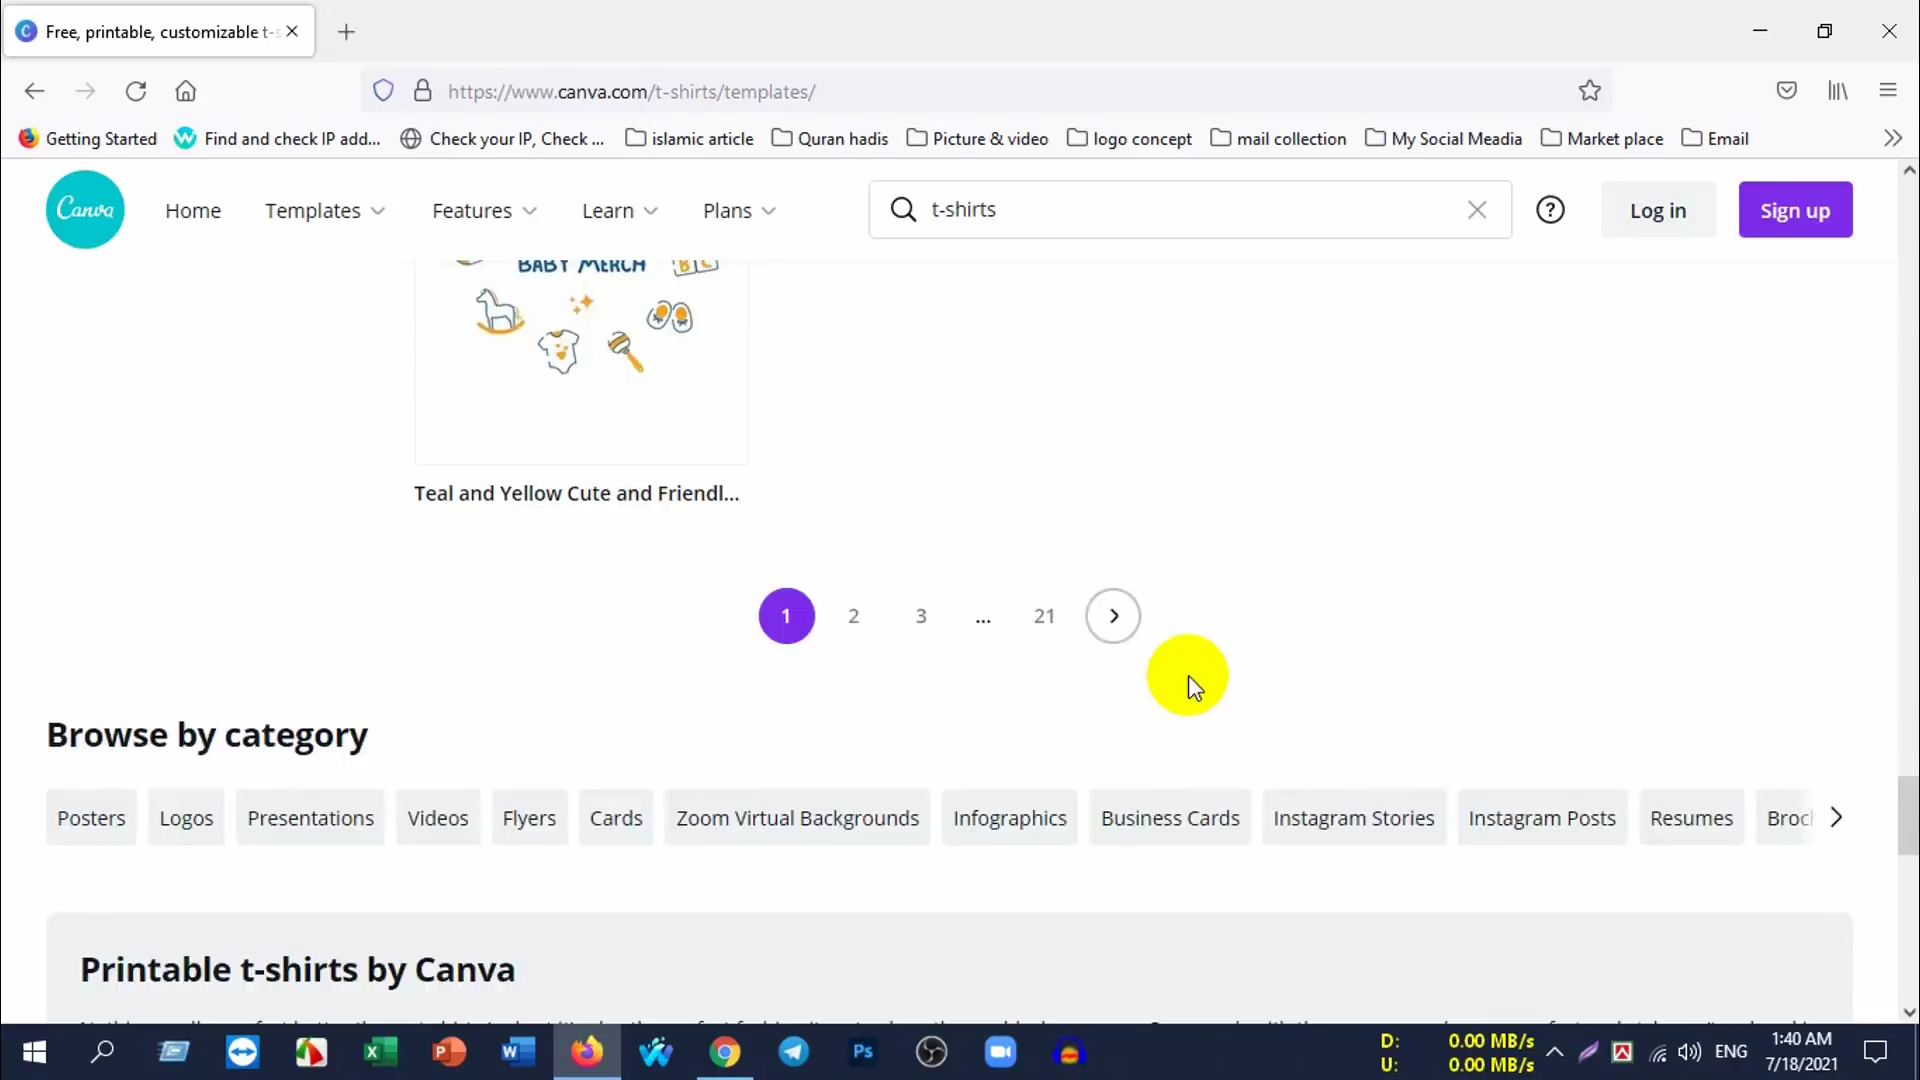 Free, printable, customizable t-s
https://www.canva.com/t-shirts/templates/
Getting Started
Find and check IP add...
Check your IP, Check ...
islamic article
Quran hadis
Picture & video
logo concept
mail collection
My Social Meadia
Market place
Email
Canva
Home
Templates
Features
Learn
Plans
t-shirts
Log in
Sign up
BABY MERCH
Teal and Yellow Cute and Friendl...
1 2 3 ... 21
Browse by category
Posters
Logos
Presentations
Videos
Flyers
Cards
Zoom Virtual Backgrounds
Infographics
Business Cards
Instagram Stories
Instagram Posts
Resumes
Broch
Printable t-shirts by Canva
D: 0.00 MB/s
U: 0.00 MB/s
ENG
1:40 AM
7/18/2021